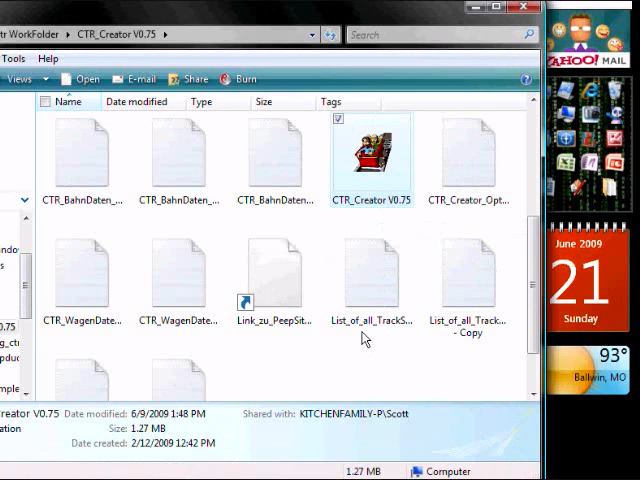 tr WorkFolder ▸ CTR_Creator V0.75 ▸
Search
Tools Help
Views Open E-mail Share Burn
Name Date modified Type Size Tags
CTR_BahnDaten_... CTR_BahnDaten_... CTR_BahnDaten... CTR_Creator V0.75 CTR_Creator_Opt...
CTR_WagenDate... CTR_WagenDate... Link_zu_PeepSit... List_of_all_TrackS... List_of_all_Track...
- Copy
reator V0.75 Date modified: 6/9/2009 1:48 PM Shared with: KITCHENFAMILY-P\Scott
ation Size: 1.27 MB
Date created: 2/12/2009 12:42 PM
1.27 MB Computer
YAHOO! MAIL
June 2009
21
Sunday
93°
Ballwin, MO